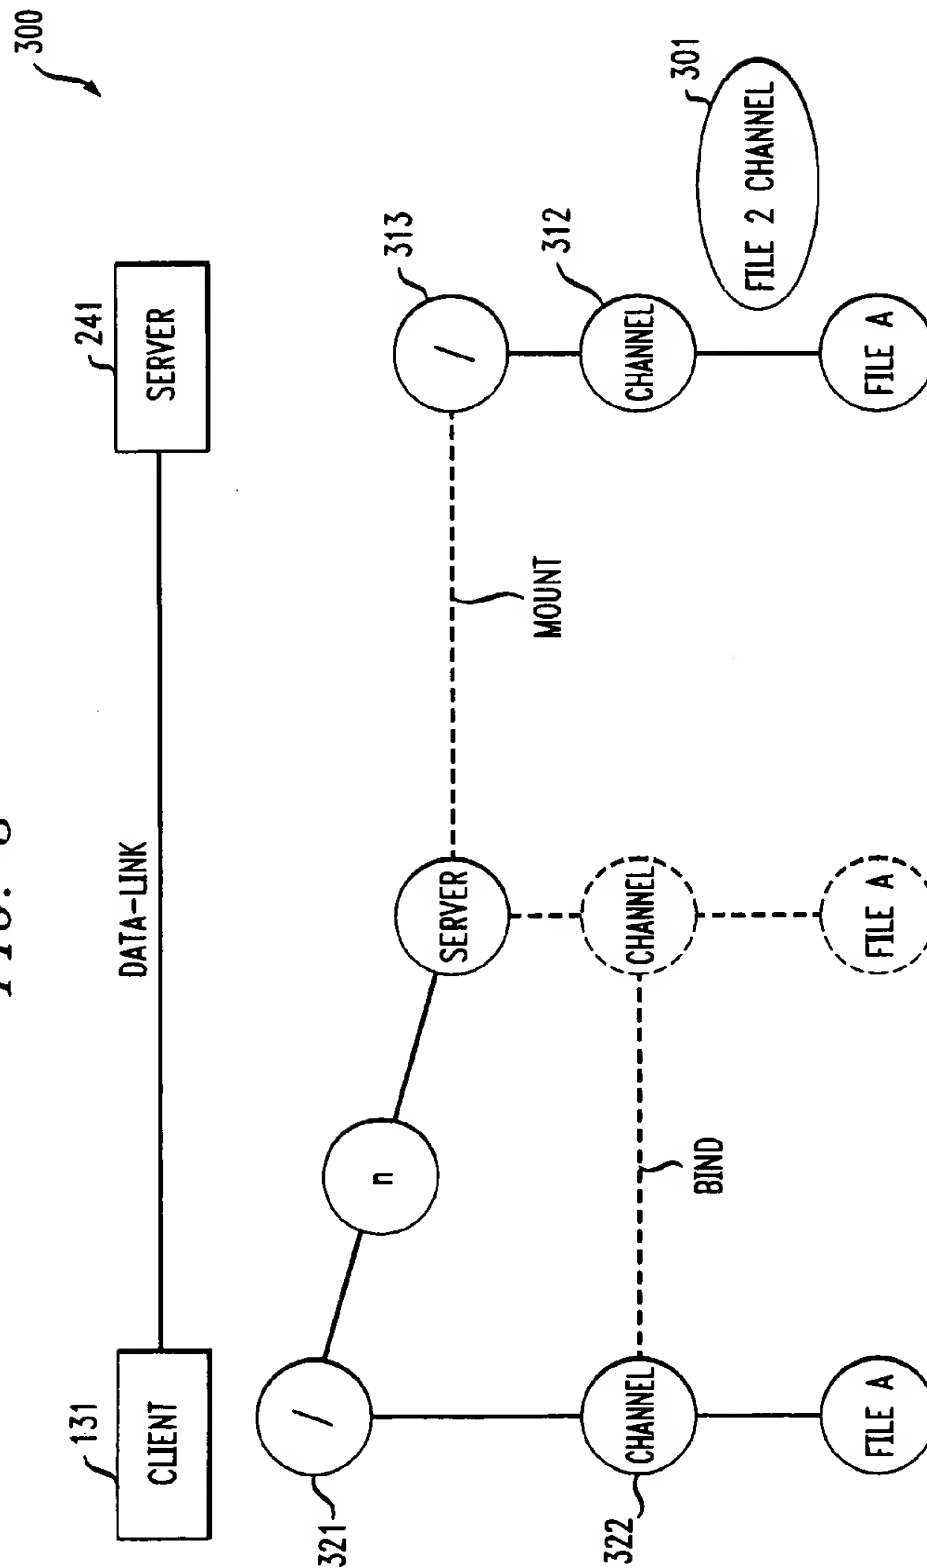 FIG.
300
131
CLIENT
DATA-LINK
241
SERVER
321
/
n
SERVER
MOUNT
/
313
322
CHANNEL
BIND
CHANNEL
CHANNEL
312
301
FILE 2 CHANNEL
FILE A
FILE A
FILE A